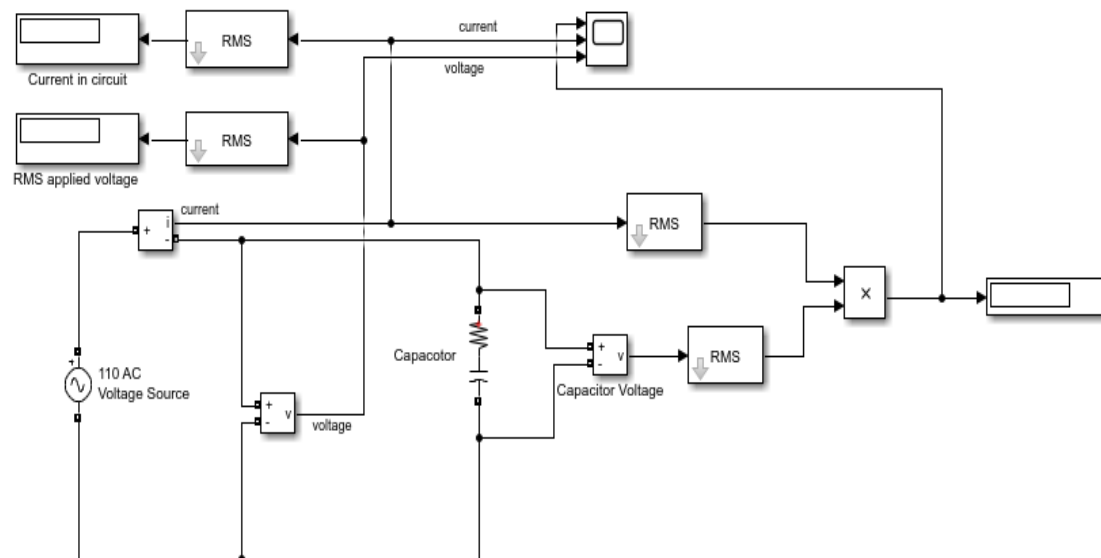 current
RMS
RMS
Current in circuit
voltage
RMS
RMS applied voltage
current
i
+
-
RMS
×
+
110 AC
Voltage Source
Capacotor
+
-
v
RMS
Capacitor Voltage
+
-
v
voltage